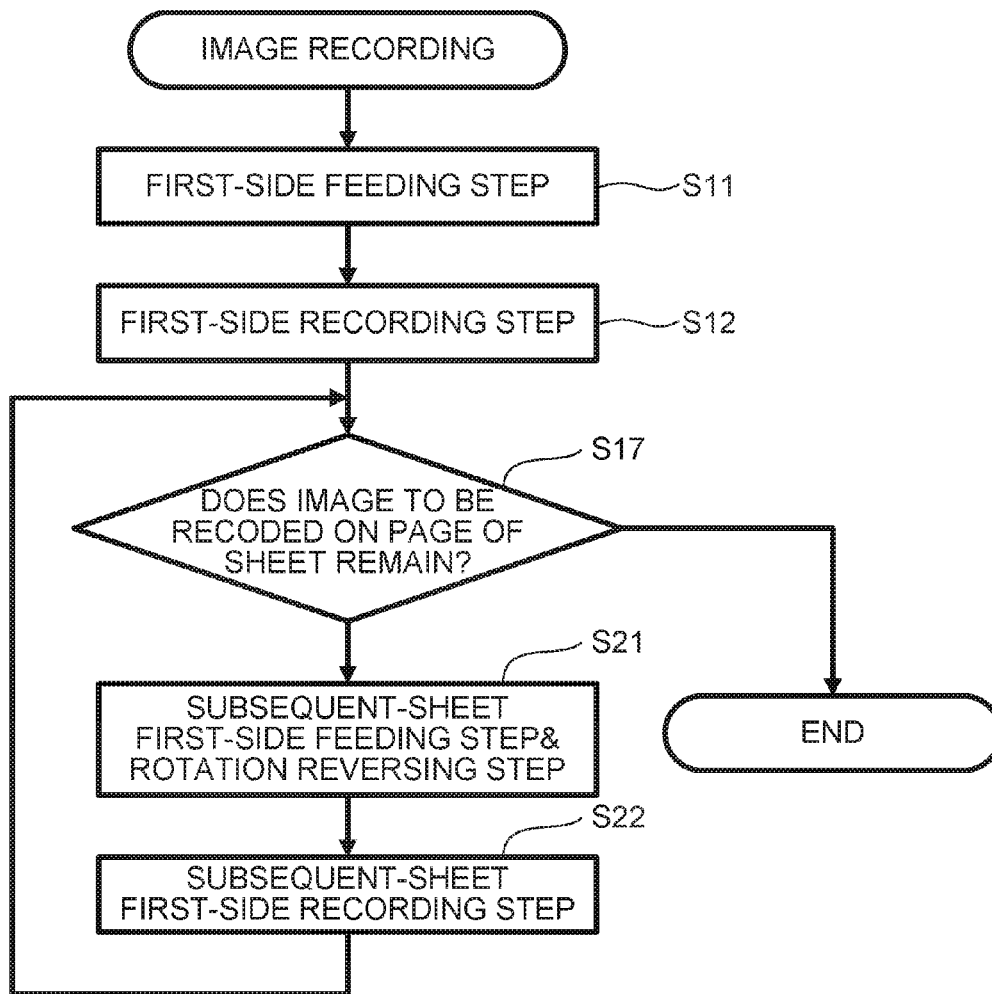 IMAGE RECORDING
FIRST-SIDE FEEDING STEP
S11
FIRST-SIDE RECORDING STEP
S12
S17
DOES IMAGE TO BE
RECODED ON PAGE OF
SHEET REMAIN?
S21
SUBSEQUENT-SHEET
FIRST-SIDE FEEDING STEP&
ROTATION REVERSING STEP
END
S22
SUBSEQUENT-SHEET
FIRST-SIDE RECORDING STEP